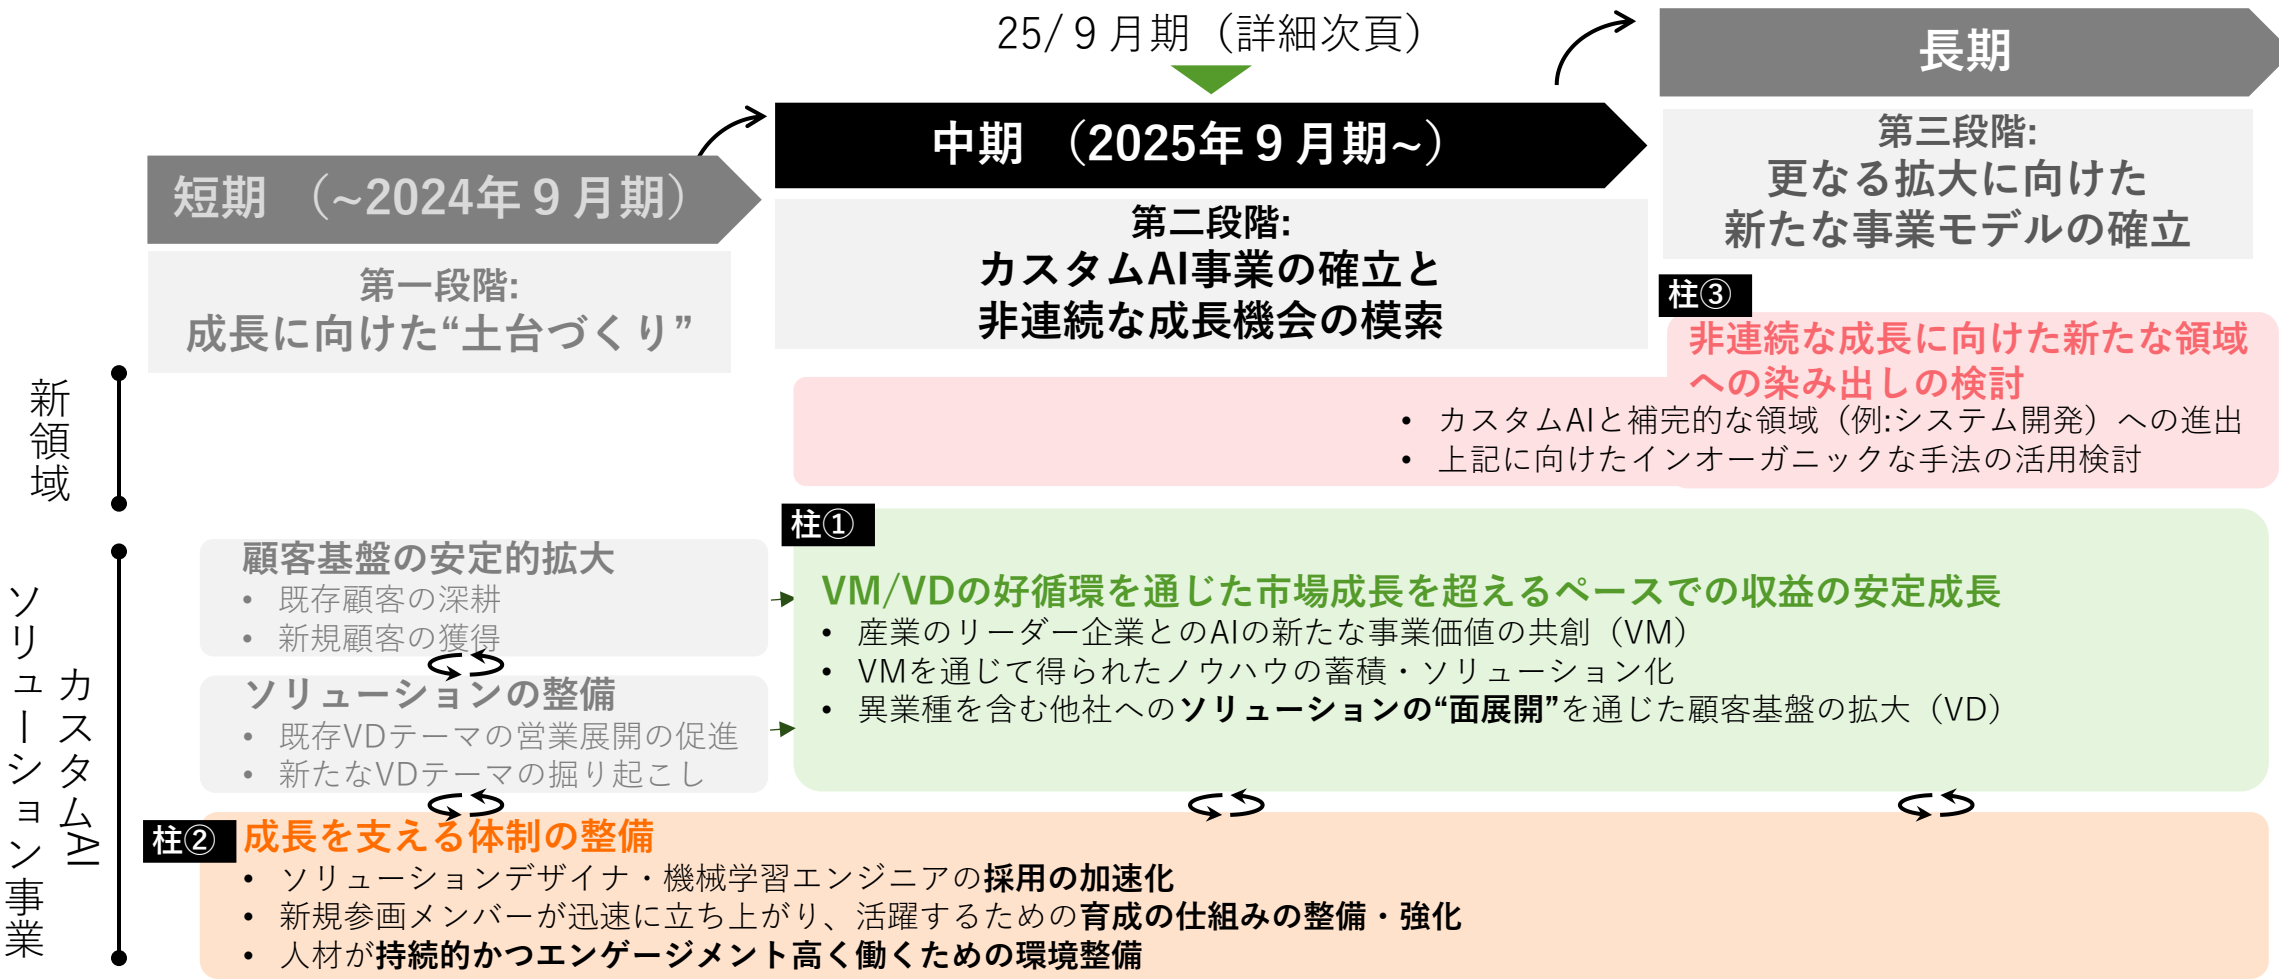 25/９月期（詳細次頁）
長期
中期 （2025年９月期~）
短期 （~2024年９月期）
第三段階:
更なる拡大に向けた
新たな事業モデルの確立
第二段階:
カスタムAI事業の確立と
非連続な成長機会の模索
第一段階:
成長に向けた“土台づくり”
新領域
柱③
非連続な成長に向けた新たな領域
への染み出しの検討
• カスタムAIと補完的な領域（例:システム開発）への進出
• 上記に向けたインオーガニックな手法の活用検討
カスタムAI
ソリューション事業
顧客基盤の安定的拡大
• 既存顧客の深耕
• 新規顧客の獲得
ソリューションの整備
• 既存VDテーマの営業展開の促進
• 新たなVDテーマの掘り起こし
柱①
VM/VDの好循環を通じた市場成長を超えるペースでの収益の安定成長
• 産業のリーダー企業とのAIの新たな事業価値の共創（VM）
• VMを通じて得られたノウハウの蓄積・ソリューション化
• 異業種を含む他社へのソリューションの“面展開”を通じた顧客基盤の拡大（VD）
柱②
成長を支える体制の整備
• ソリューションデザイナ・機械学習エンジニアの採用の加速化
• 新規参画メンバーが迅速に立ち上がり、活躍するための育成の仕組みの整備・強化
• 人材が持続的かつエンゲージメント高く働くための環境整備